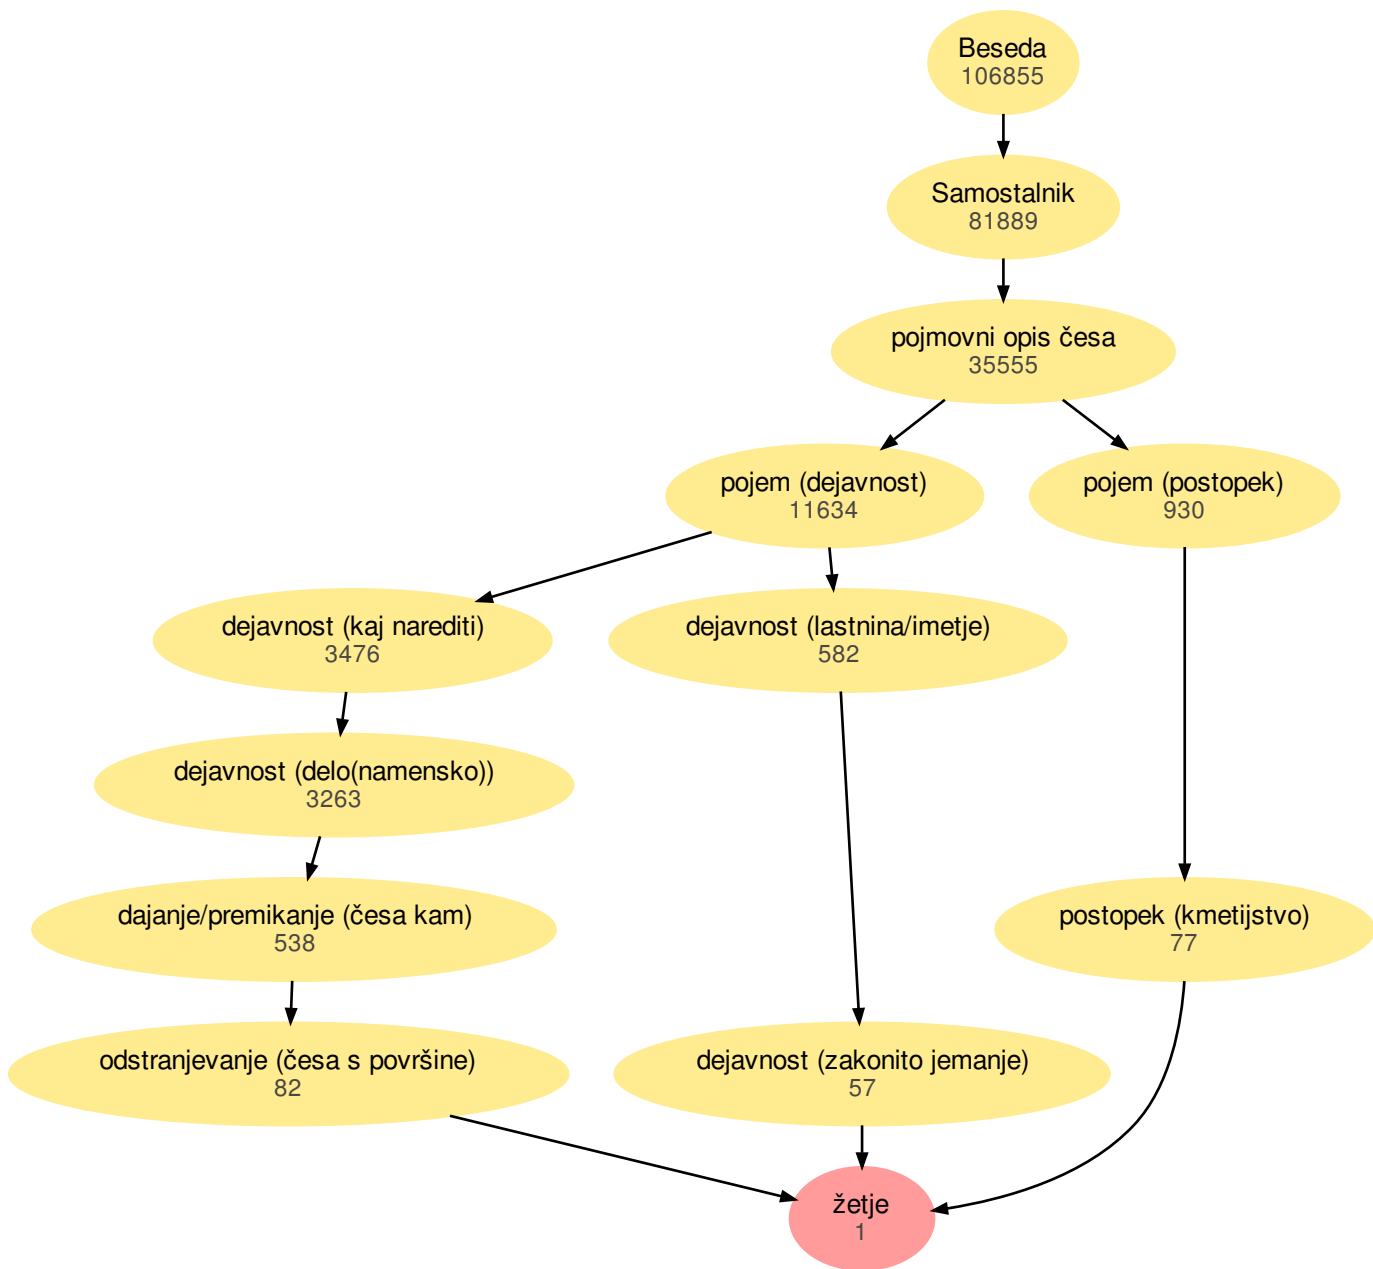 Beseda
106855
Samostalnik
81889
pojmovni opis česa
35555
pojem (dejavnost)
11634
pojem (postopek)
930
dejavnost (kaj narediti)
3476
dejavnost (lastnina/imetje)
582
dejavnost (delo(namensko))
3263
dajanje/premikanje (česa kam)
538
postopek (kmetijstvo)
77
odstranjevanje (česa s površine)
82
dejavnost (zakonito jemanje)
57
žetje
1